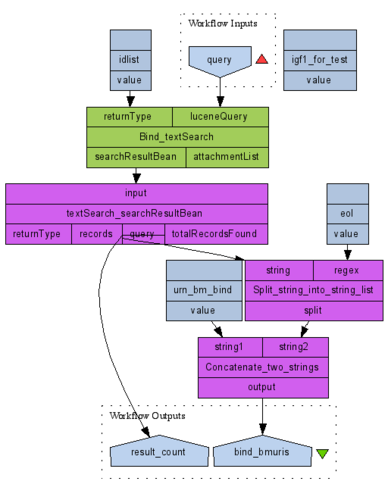 Workflow Inputs
idlist
value
query
igf1_for_test
value
returnType luceneQuery
Bind_textSearch
searchResultBean attachmentList
input
textSearch_searchResultBean
returnType records query totalRecordsFound
eol
value
urn_bm_bind
value
string regex
Split_string_into_string_list
split
string1 string2
Concatenate_two_strings
output
Workflow Outputs
result_count
bind_bmuris